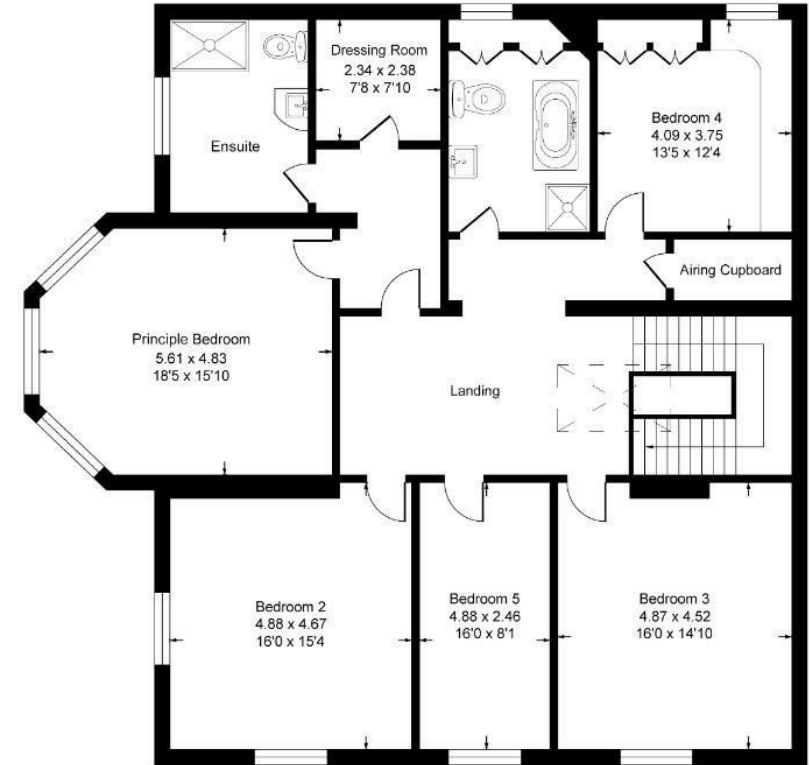 Dressing Room
2.34 x 2.38
7'8 x 7'10
Ensuite
Bedroom 4
4.09 x 3.75
13'5 x 12'4
Airing Cupboard
Principle Bedroom
5.61 x 4.83
18'5 x 15'10
Landing
Bedroom 2
4.88 x 4.67
16'0 x 15'4
Bedroom 5
4.88 x 2.46
16'0 x 8'1
Bedroom 3
4.87 x 4.52
16'0 x 14'10